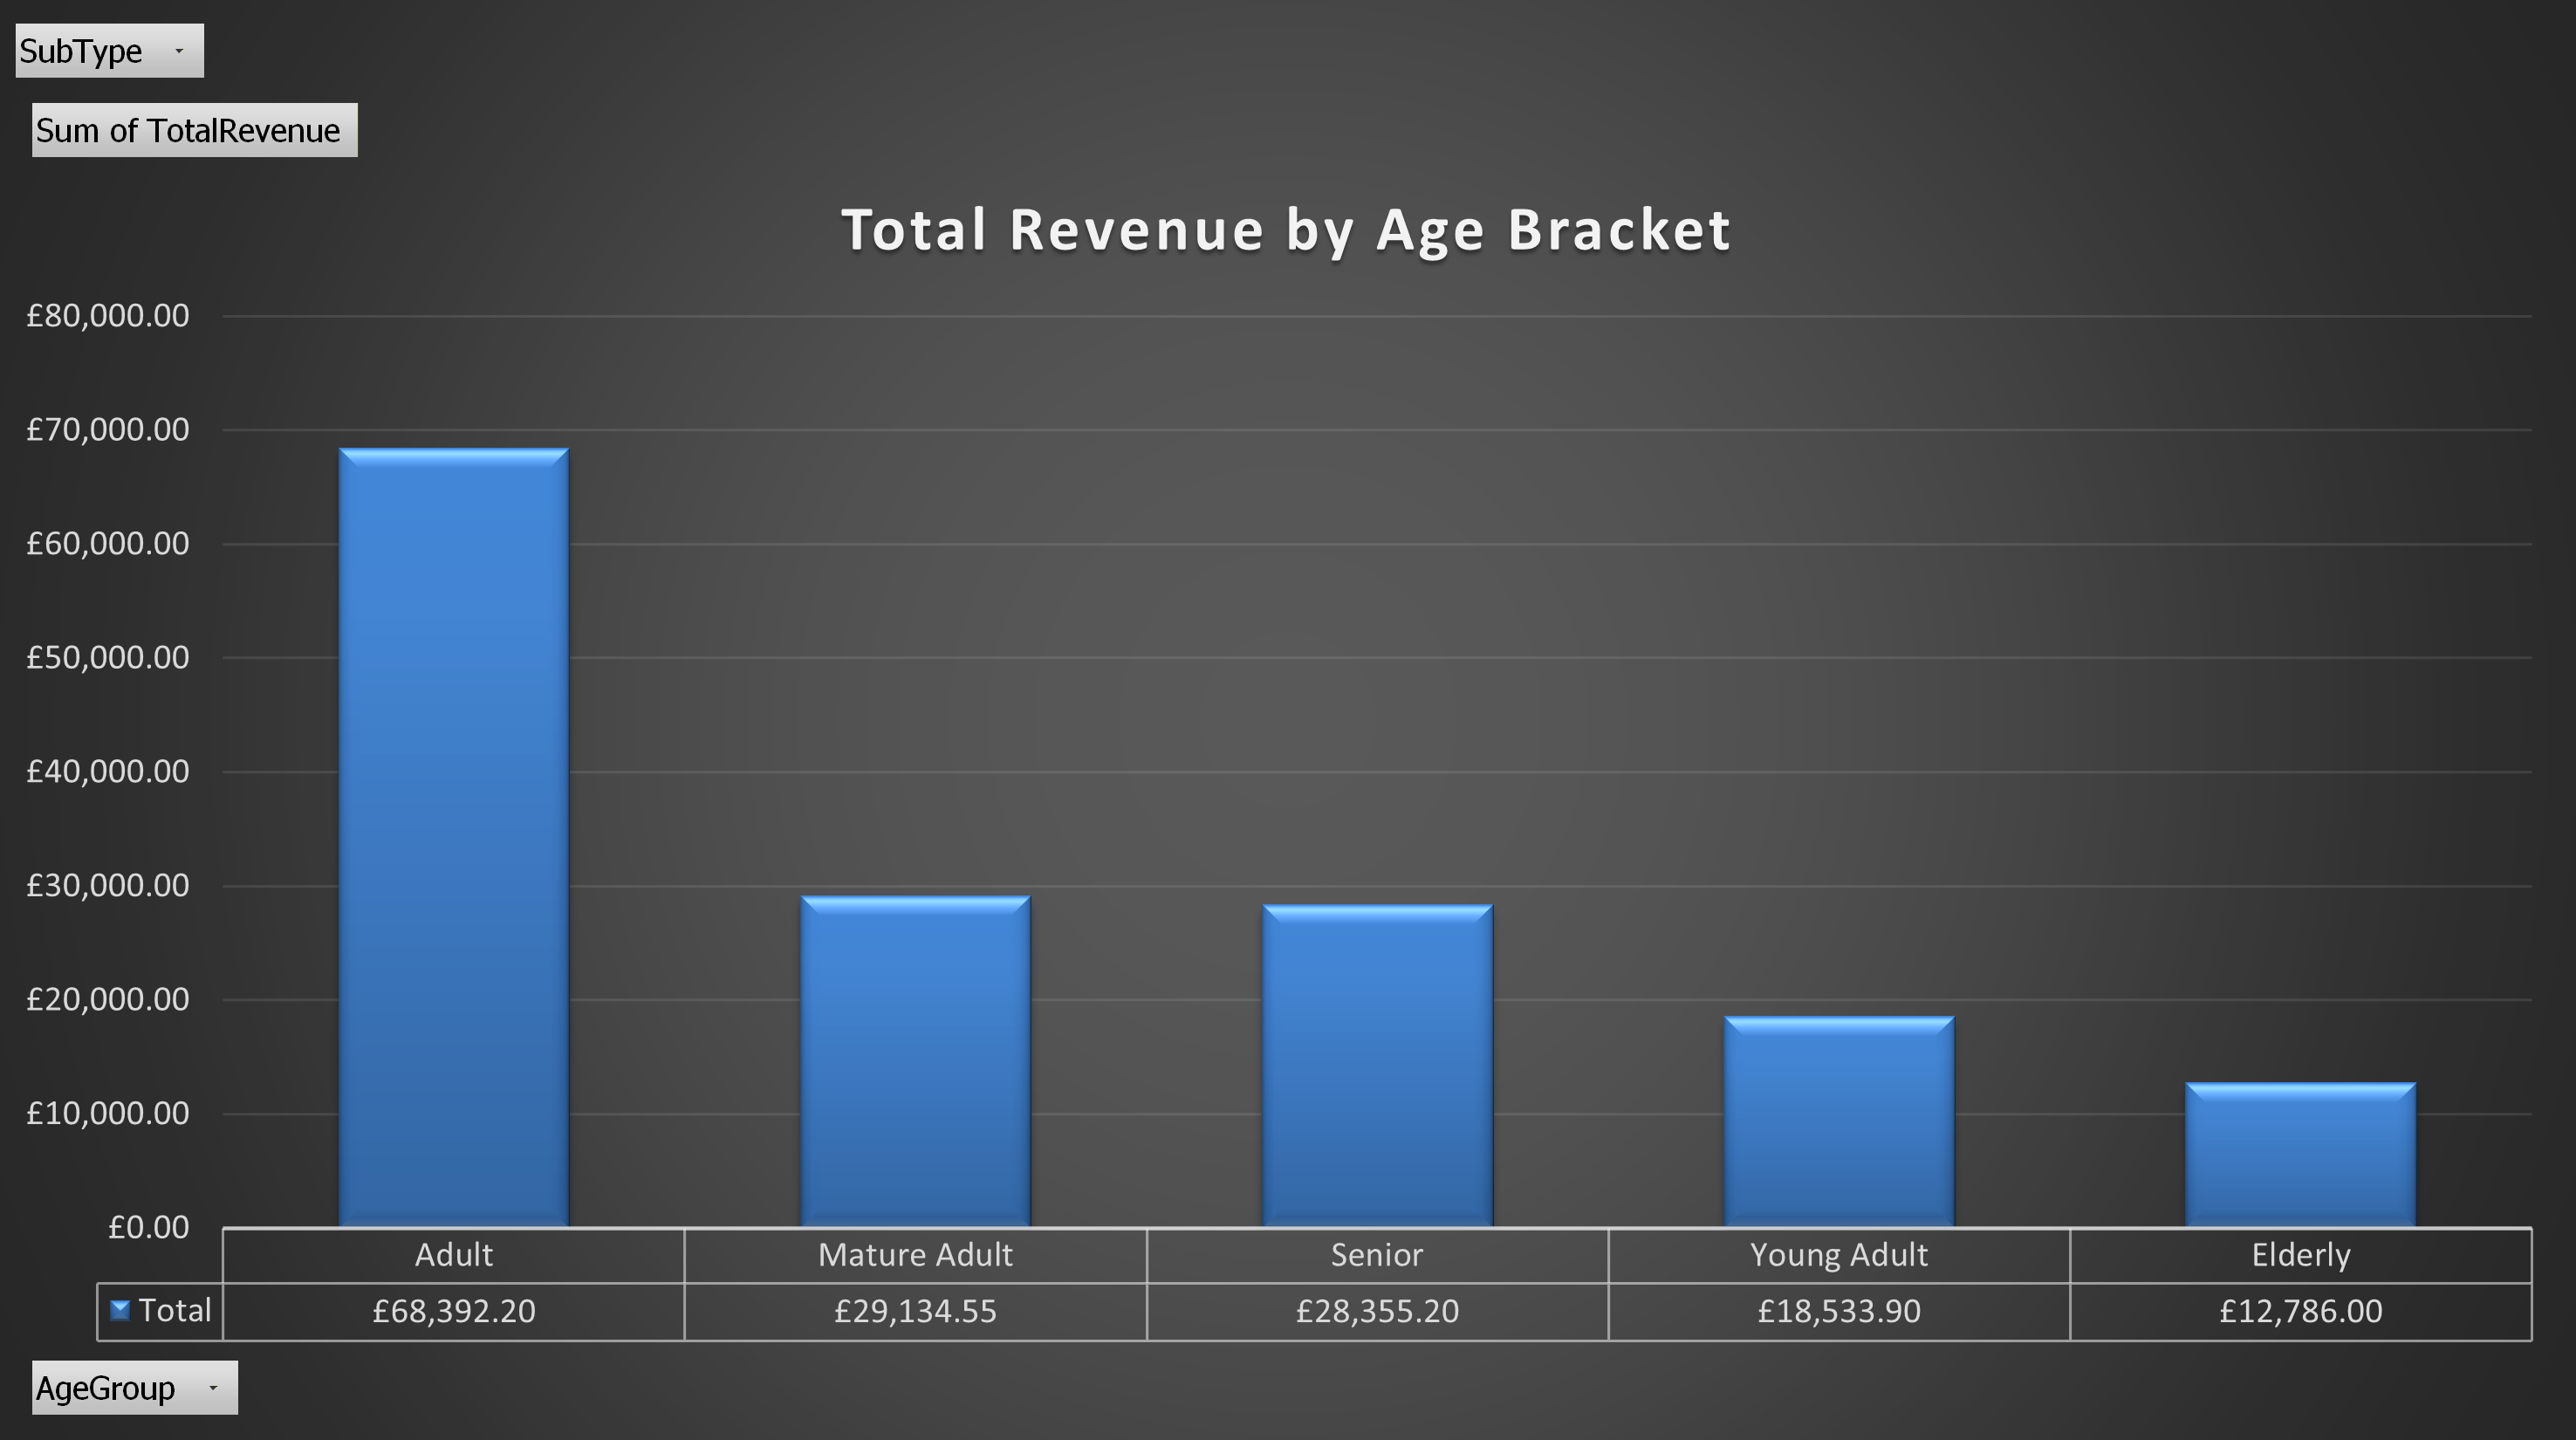 SubType
Sum of TotalRevenue
Total Revenue by Age Bracket
£80,000.00
£70,000.00
£60,000.00
£50,000.00
£40,000.00
£30,000.00
£20,000.00
£10,000.00
£0.00
Adult Mature Adult Senior Young Adult Elderly
Total £68,392.20 £29,134.55 £28,355.20 £18,533.90 £12,786.00
AgeGroup